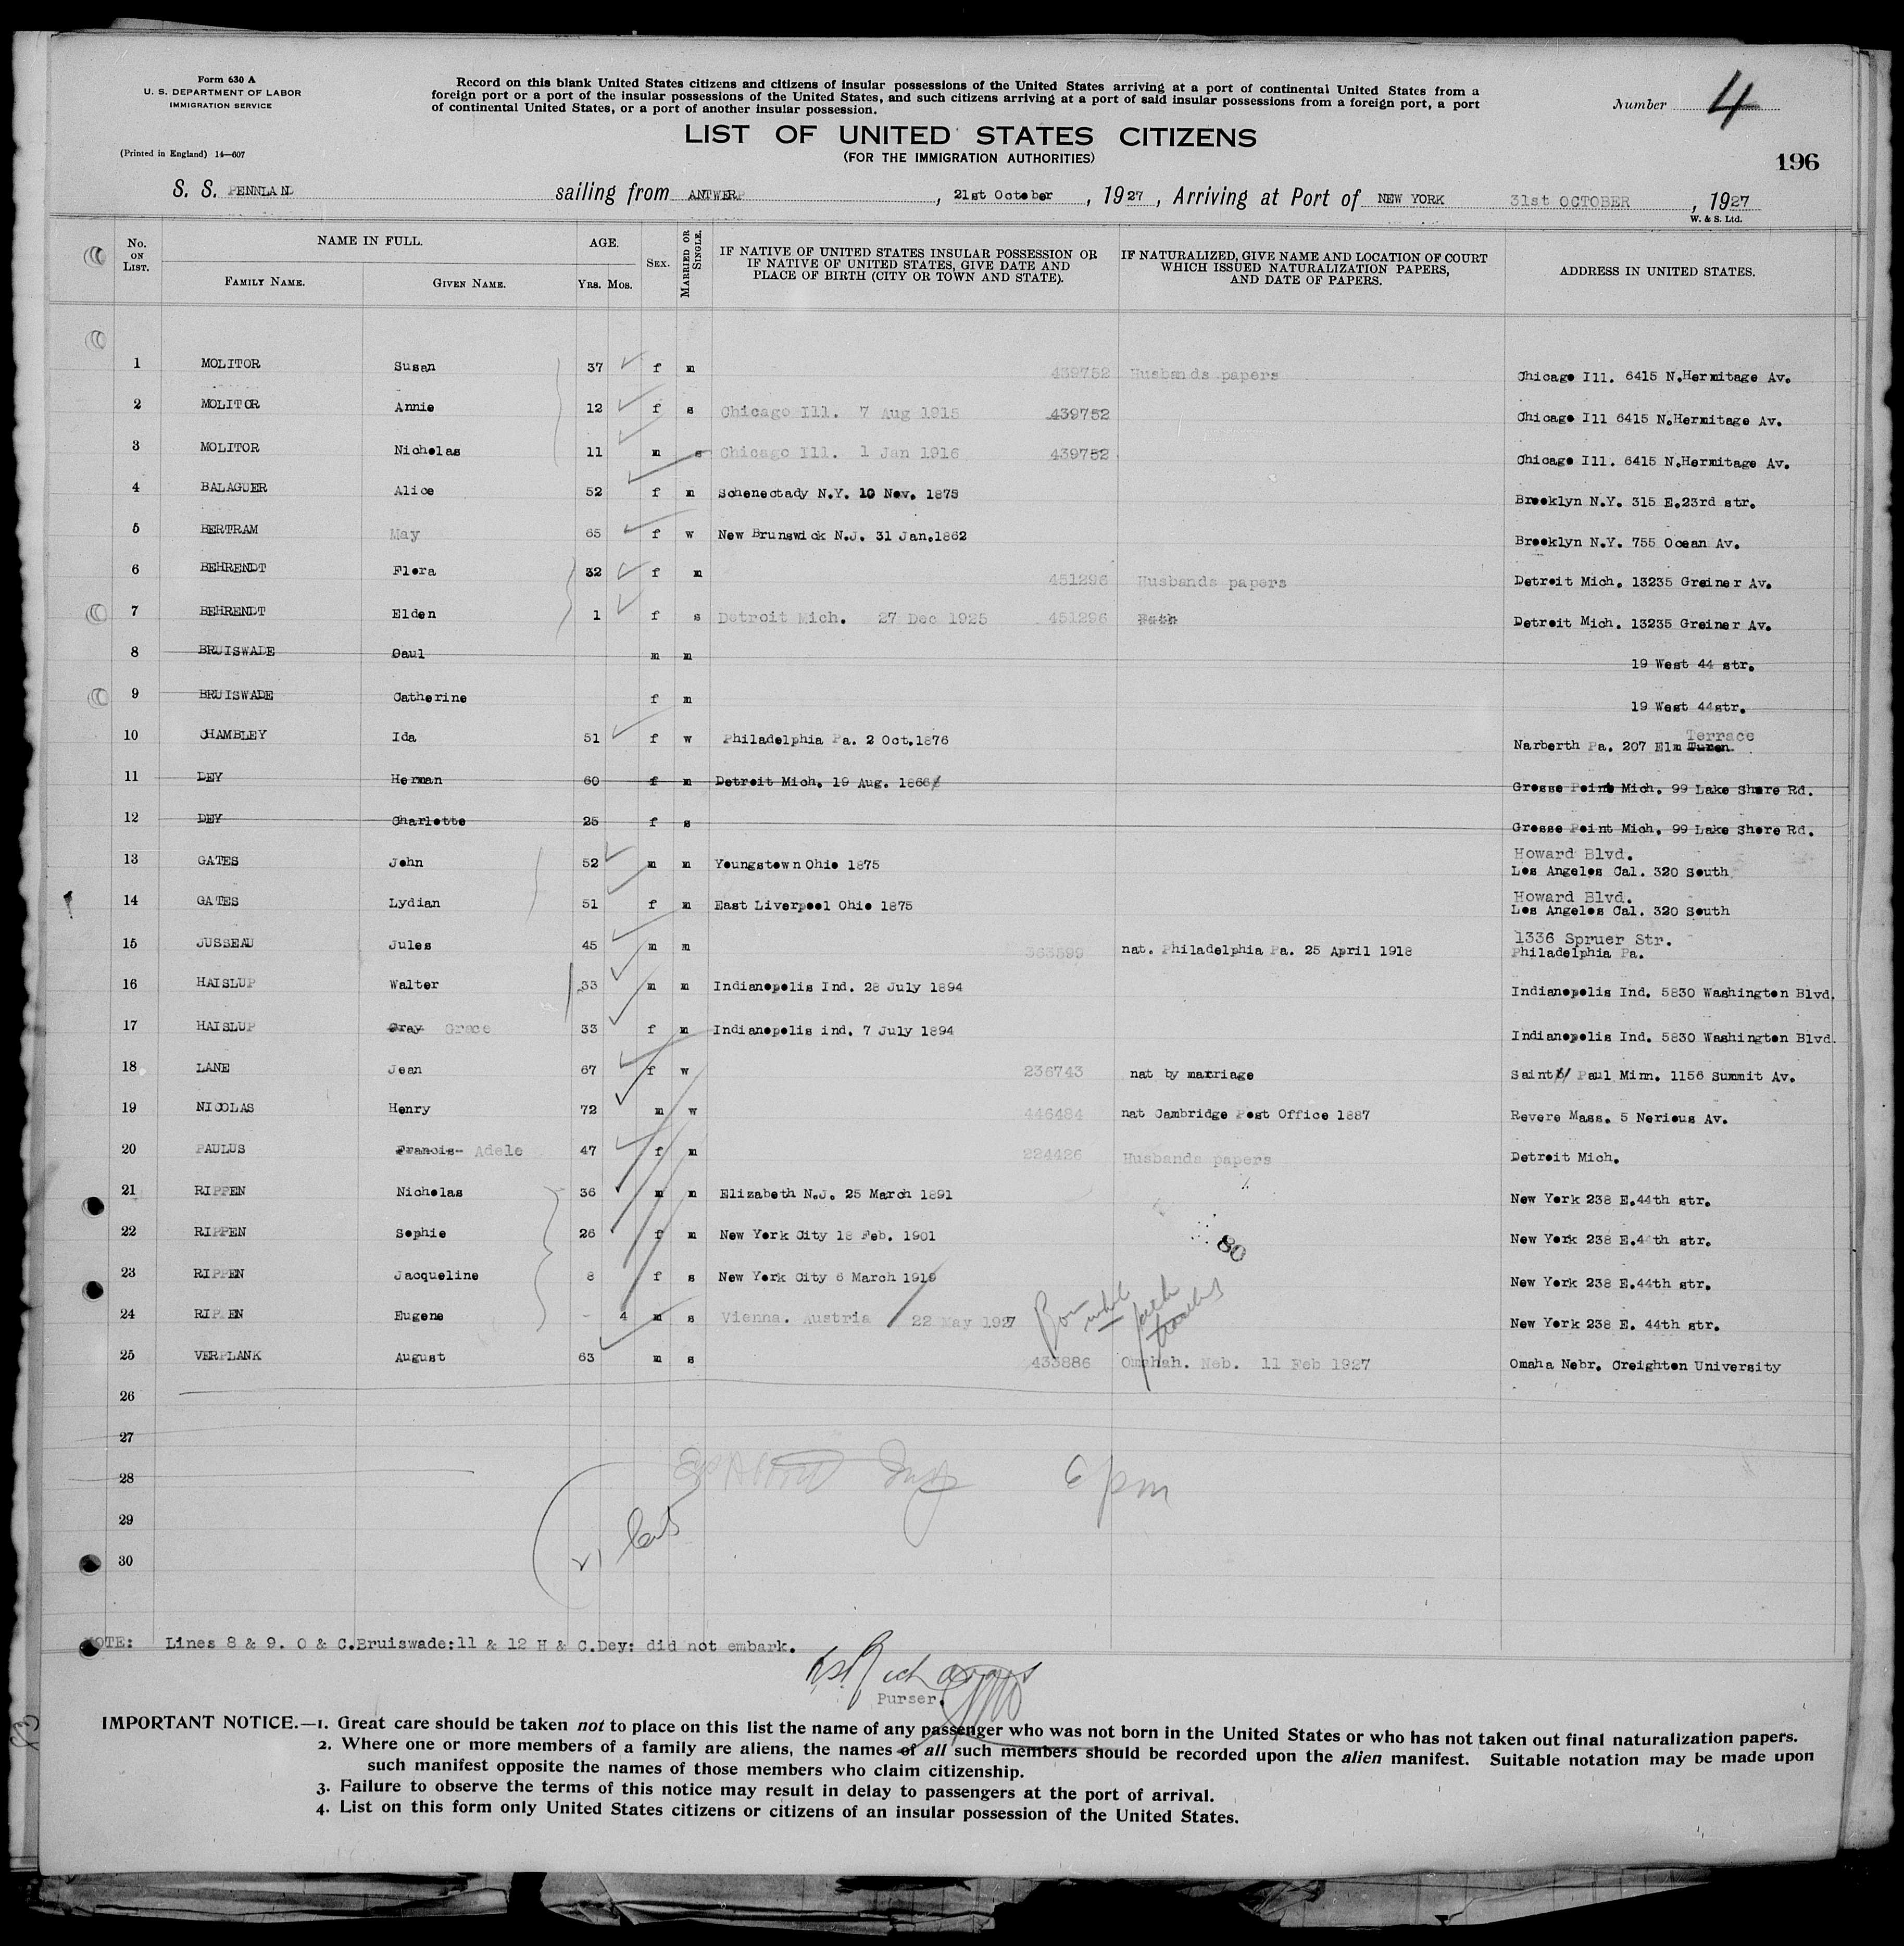 Form 630 A
U. S. DEPARTMENT OF LABOR
IMMIGRATION SERVICE
(Printed in England) 14—607
Record on this blank United States citizens and citizens of insular possessions of the United States arriving at a port of continental United States from a
foreign port or a port of the insular possessions of the United States, and such citizens arriving at a port of said insular possessions from a foreign port, a port
of continental United States, or a port of another insular possession.
Number 4
LIST OF UNITED STATES CITIZENS
(FOR THE IMMIGRATION AUTHORITIES)
196
S. S. PENNLAND sailing from ANTWERP, 21st October, 1927, Arriving at Port of NEW YORK 31st OCTOBER, 1927
W. & S. Ltd.
No. ON LIST. NAME IN FULL. FAMILY NAME. GIVEN NAME. AGE. YRS. MOS. SEX. MARRIED OR SINGLE. IF NATIVE OF UNITED STATES INSULAR POSSESSION OR IF NATIVE OF UNITED STATES, GIVE DATE AND PLACE OF BIRTH (CITY OR TOWN AND STATE). IF NATURALIZED, GIVE NAME AND LOCATION OF COURT WHICH ISSUED NATURALIZATION PAPERS, AND DATE OF PAPERS. ADDRESS IN UNITED STATES.
1 MOLITOR Susan 37 f m 439752 Husbands papers Chicago Ill. 6415 N.Hermitage Av.
2 MOLITOR Annie 12 f s Chicago Ill. 7 Aug 1915 439752 Chicago Ill 6415 N.Hermitage Av.
3 MOLITOR Nicholas 11 m s Chicago Ill. 1 Jan 1916 439752 Chicago Ill. 6415 N.Hermitage Av.
4 BALAGUER Alice 52 f m Schenectady N.Y. 10 Nov. 1875 Brooklyn N.Y. 315 E.23rd str.
5 BERTRAM May 65 f w New Brunswick N.J. 31 Jan.1862 Brooklyn N.Y. 755 Ocean Av.
6 BEHRENDT Flora 32 f m 451296 Husbands papers Detroit Mich. 13235 Greiner Av.
7 BEHRENDT Elden 1 f s Detroit Mich. 27 Dec 1925 451296 Detroit Mich. 13235 Greiner Av.
8 BRUISWADE Oaul m m 19 West 44 str.
9 BRUISWADE Catherine f m 19 West 44str.
10 CHAMBLEY Ida 51 f w Philadelphia Pa. 2 Oct.1876 Narberth Pa. 207 Elm Terrace
11 DEY Herman 60 f m Detroit Mich. 19 Aug. 1866 Grosse Point Mich. 99 Lake Shore Rd.
12 DEY Charlotte 25 f s Grosse Point Mich. 99 Lake Shore Rd.
13 GATES John 52 m m Youngstown Ohio 1875 Howard Blvd. Los Angeles Cal. 320 South
14 GATES Lydian 51 f m East Liverpool Ohio 1875 Howard Blvd. Los Angeles Cal. 320 South
15 JUSSEAU Jules 45 m m 363599 nat. Philadelphia Pa. 25 April 1918 1336 Spruer Str. Philadelphia Pa.
16 HAISLUP Walter 33 m m Indianopolis Ind. 28 July 1894 Indianopolis Ind. 5830 Washington Blvd.
17 HAISLUP Gray Grace 33 f m Indianopolis ind. 7 July 1894 Indianopolis Ind. 5830 Washington Blvd.
18 LANE Jean 67 f w 236743 nat by marriage Saint Paul Minn. 1156 Summit Av.
19 NICOLAS Henry 72 m w 446484 nat Cambridge Post Office 1887 Revere Mass. 5 Nerious Av.
20 PAULUS Francis- Adele 47 f m 224426 Husbands papers Detroit Mich.
21 RIPPEN Nicholas 36 m m Elizabeth N.J. 25 March 1891 New York 238 E.44th str.
22 RIPPEN Sophie 26 f m New York City 18 Feb. 1901 New York 238 E.44th str.
80
23 RIPPEN Jacqueline 8 f s New York City 6 March 1919 New York 238 E.44th str.
24 RIPPEN Eugene - 4 m s Vienna. Austria 22 May 1927 New York 238 E. 44th str.
25 VERPLANK August 63 m s 433886 Omahah. Neb. 11 Feb 1927 Omaha Nebr. Creighton University
26
27
28
6 pm
29
30
NOTE: Lines 8 & 9. O & C.Bruiswade:11 & 12 H & C.Dey: did not embark.
Purser.
IMPORTANT NOTICE.—1. Great care should be taken not to place on this list the name of any passenger who was not born in the United States or who has not taken out final naturalization papers.
2. Where one or more members of a family are aliens, the names of all such members should be recorded upon the alien manifest. Suitable notation may be made upon
such manifest opposite the names of those members who claim citizenship.
3. Failure to observe the terms of this notice may result in delay to passengers at the port of arrival.
4. List on this form only United States citizens or citizens of an insular possession of the United States.